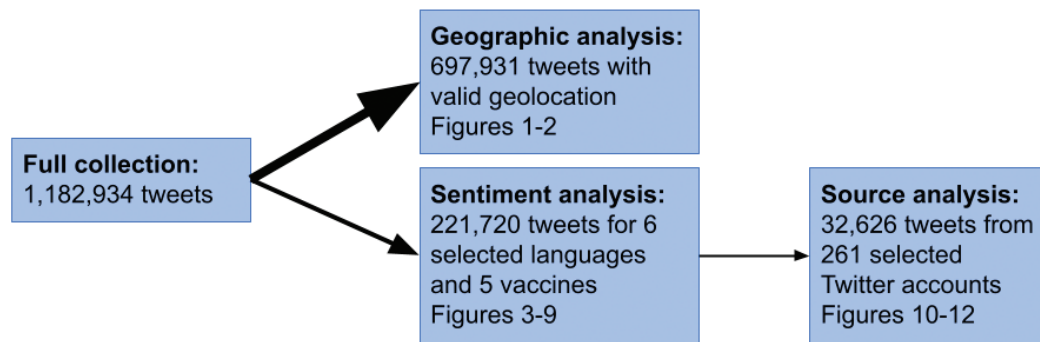 Full collection:
1,182,934 tweets
Geographic analysis:
697,931 tweets with
valid geolocation
Figures 1-2
Sentiment analysis:
221,720 tweets for 6
selected languages
and 5 vaccines
Figures 3-9
Source analysis:
32,626 tweets from
261 selected
Twitter accounts
Figures 10-12